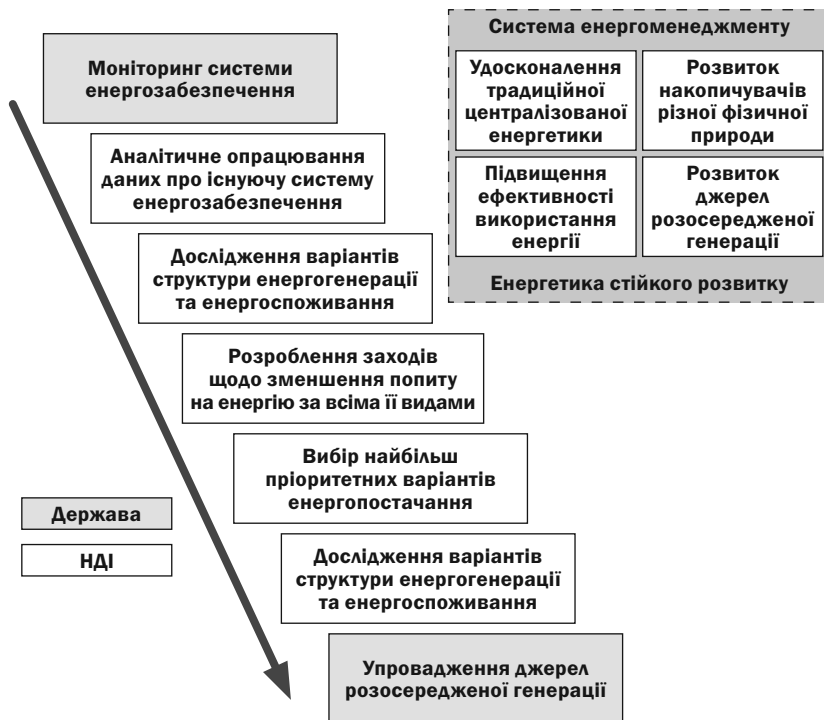 Моніторинг системи
енергозабезпечення
Аналітичне опрацювання
даних про існуючу систему
енергозабезпечення
Дослідження варіантів
структури енергогенерації
та енергоспоживання
Розроблення заходів
щодо зменшення попиту
на енергію за всіма її видами
Вибір найбільш
пріоритетних варіантів
енергопостачання
Дослідження варіантів
структури енергогенерації
та енергоспоживання
Упровадження джерел
розосередженої генерації
Держава
НДІ
Система енергоменеджменту
Удосконалення
традиційної
централізованої
енергетики
Розвиток
накопичувачів
різної фізичної
природи
Підвищення
ефективності
використання
енергії
Розвиток
джерел
розосередженої
генерації
Енергетика стійкого розвитку